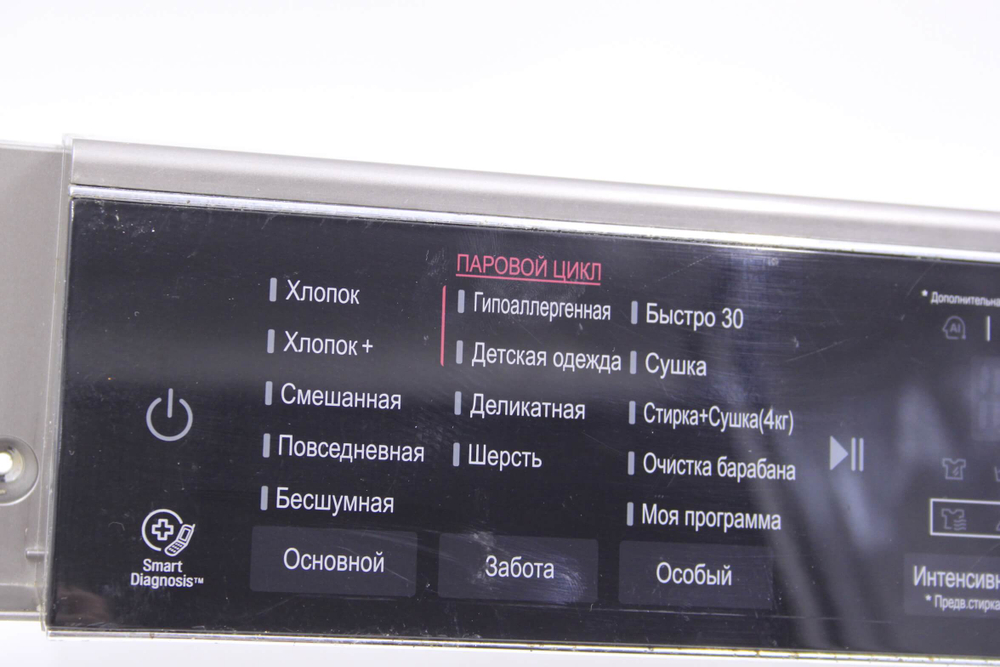 Хлопок
Хлопок +
Смешанная
Повседневная
Бесшумная
Основной
ПАРОВОЙ ЦИКЛ
Гипоаллергенная
Детская одежда
Деликатная
Шерсть
Забота
Быстро 30
Сушка
Стирка+Сушка(4кг)
Очистка барабана
Моя программа
Особый
Smart
Diagnosis™
AI